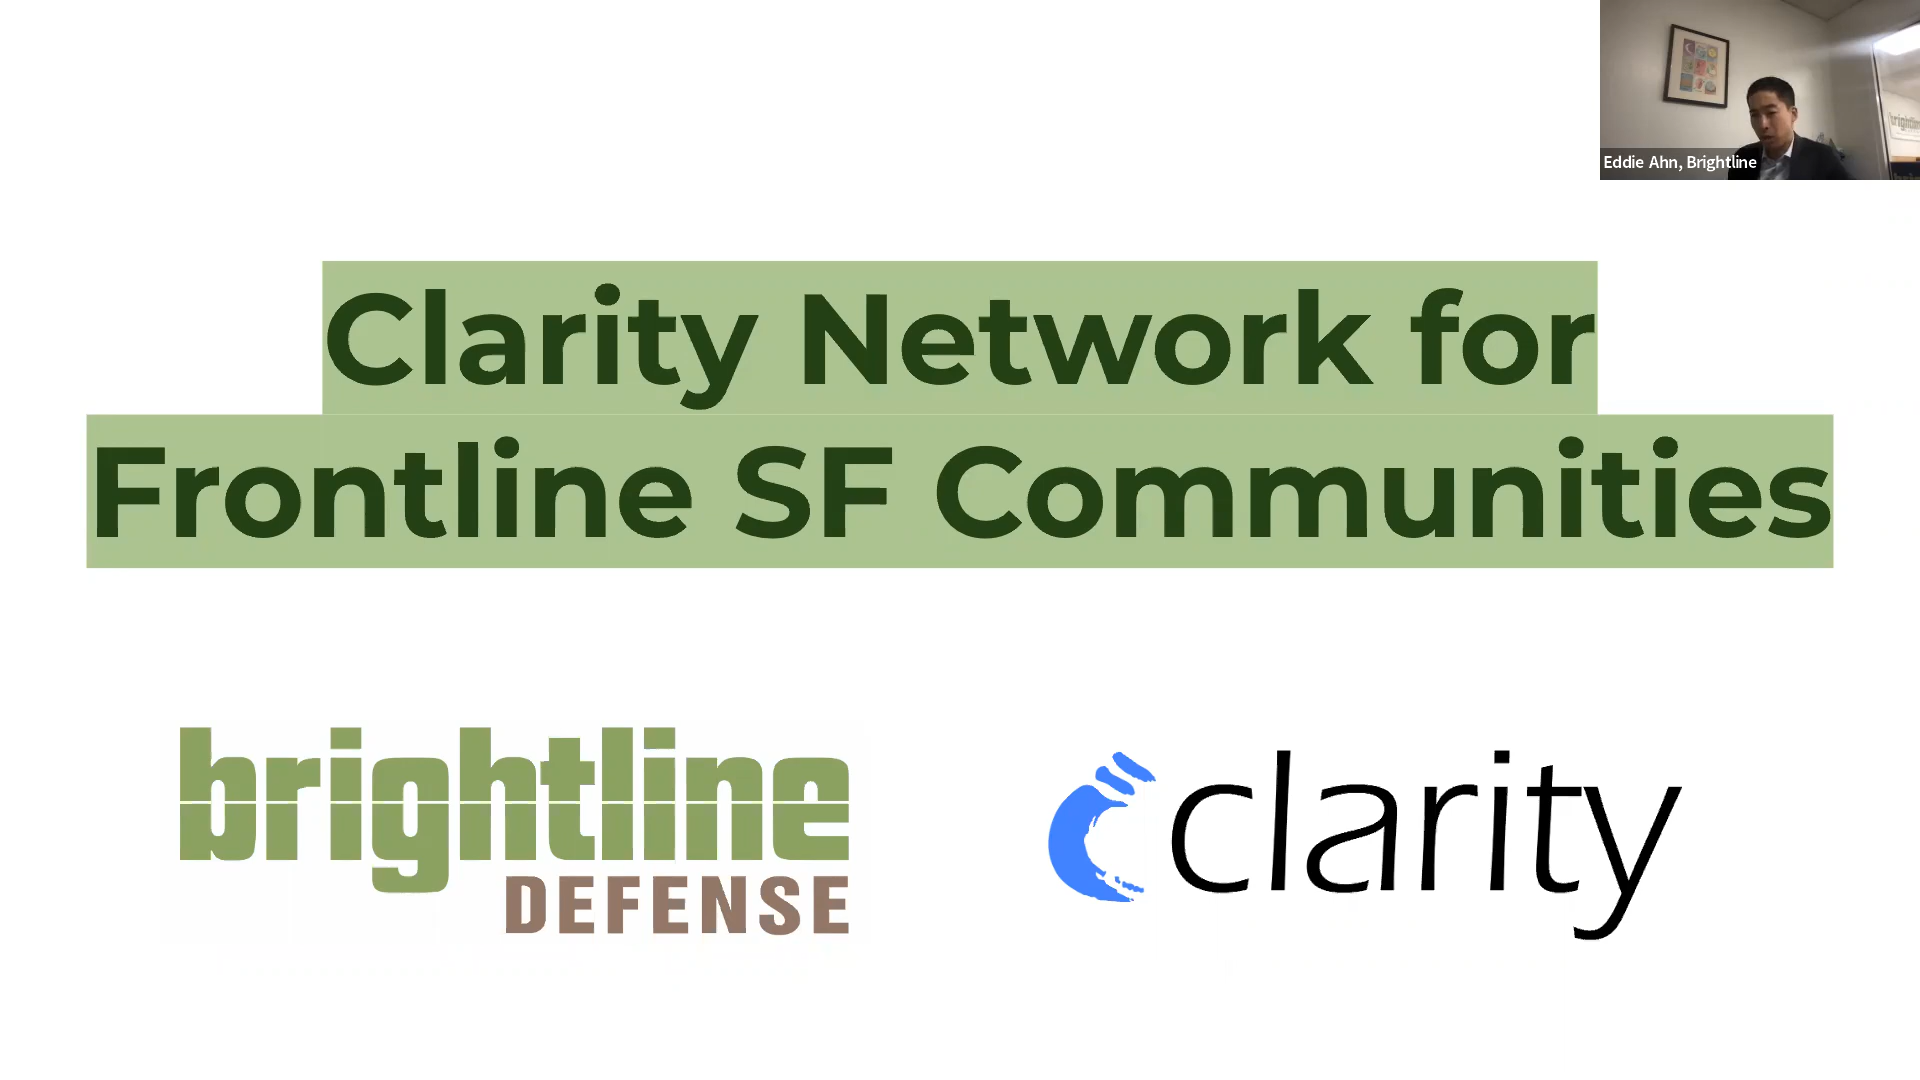 Eddie Ahn, Brightline
Clarity Network for
Frontline SF Communities
brightline
DEFENSE
clarity